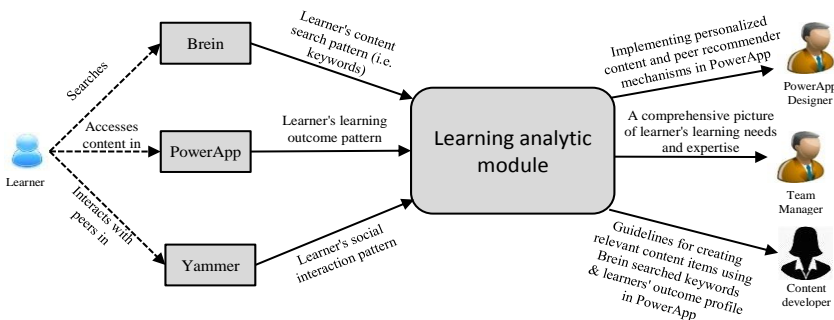 Learner
Searches
Accesses
content in
Interacts with
peers in
Brein
PowerApp
Yammer
Learner's content
search pattern (i.e.
keywords)
Learner's learning
outcome pattern
Learner's social
interaction pattern
Learning analytic
module
Implementing personalized
content and peer recommender
mechanisms in PowerApp
A comprehensive picture
of learner's learning needs
and expertise
Guidelines for creating
relevant content items using
Brein searched keywords
& learners' outcome profile
in PowerApp
PowerApp
Designer
Team
Manager
Content
developer